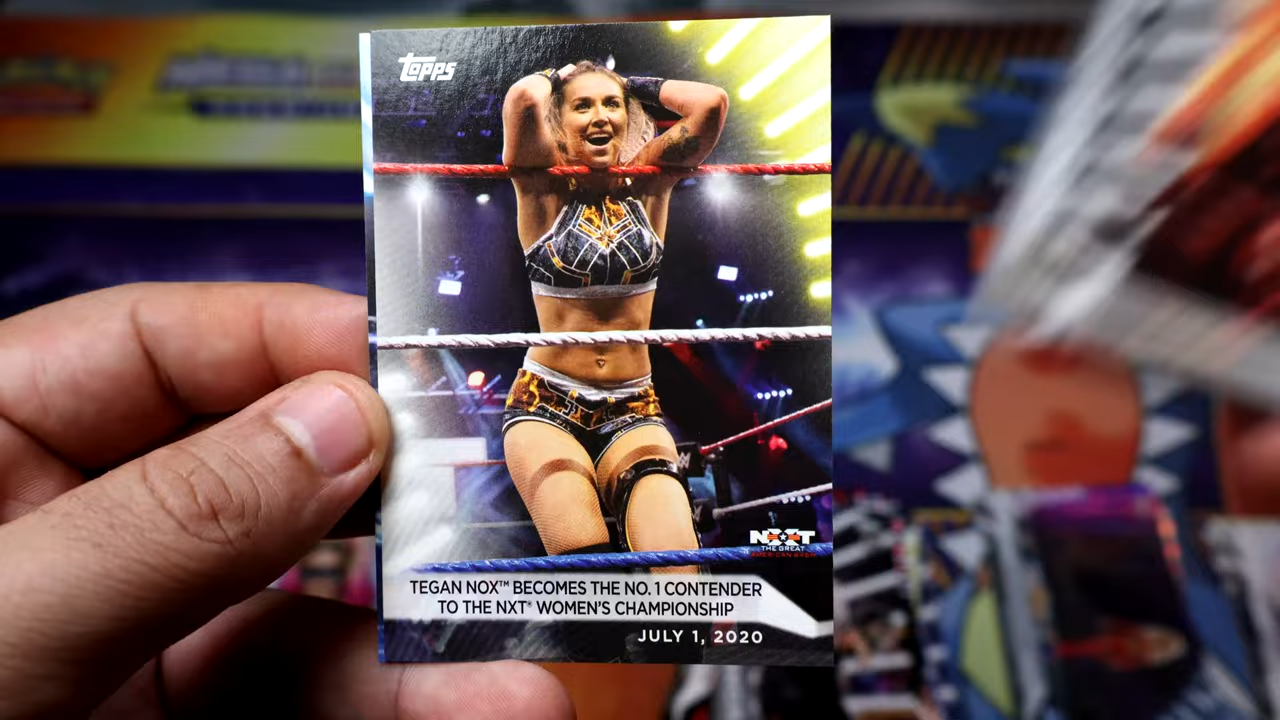 Topps
NXT
THE GREAT
AMERICAN BASH
TEGAN NOX™ BECOMES THE NO. 1 CONTENDER
TO THE NXT® WOMEN'S CHAMPIONSHIP
JULY 1, 2020